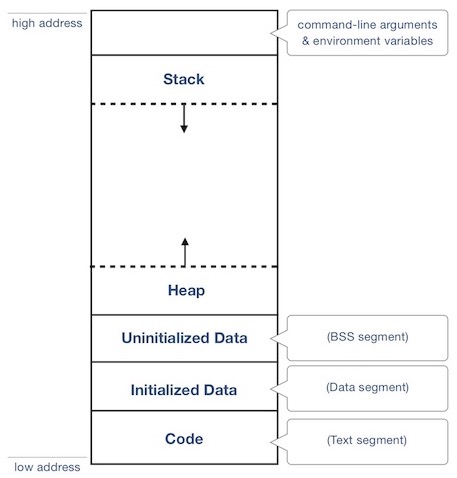 high address
command-line arguments
& environment variables
Stack
Heap
Uninitialized Data
(BSS segment)
Initialized Data
(Data segment)
Code
(Text segment)
low address